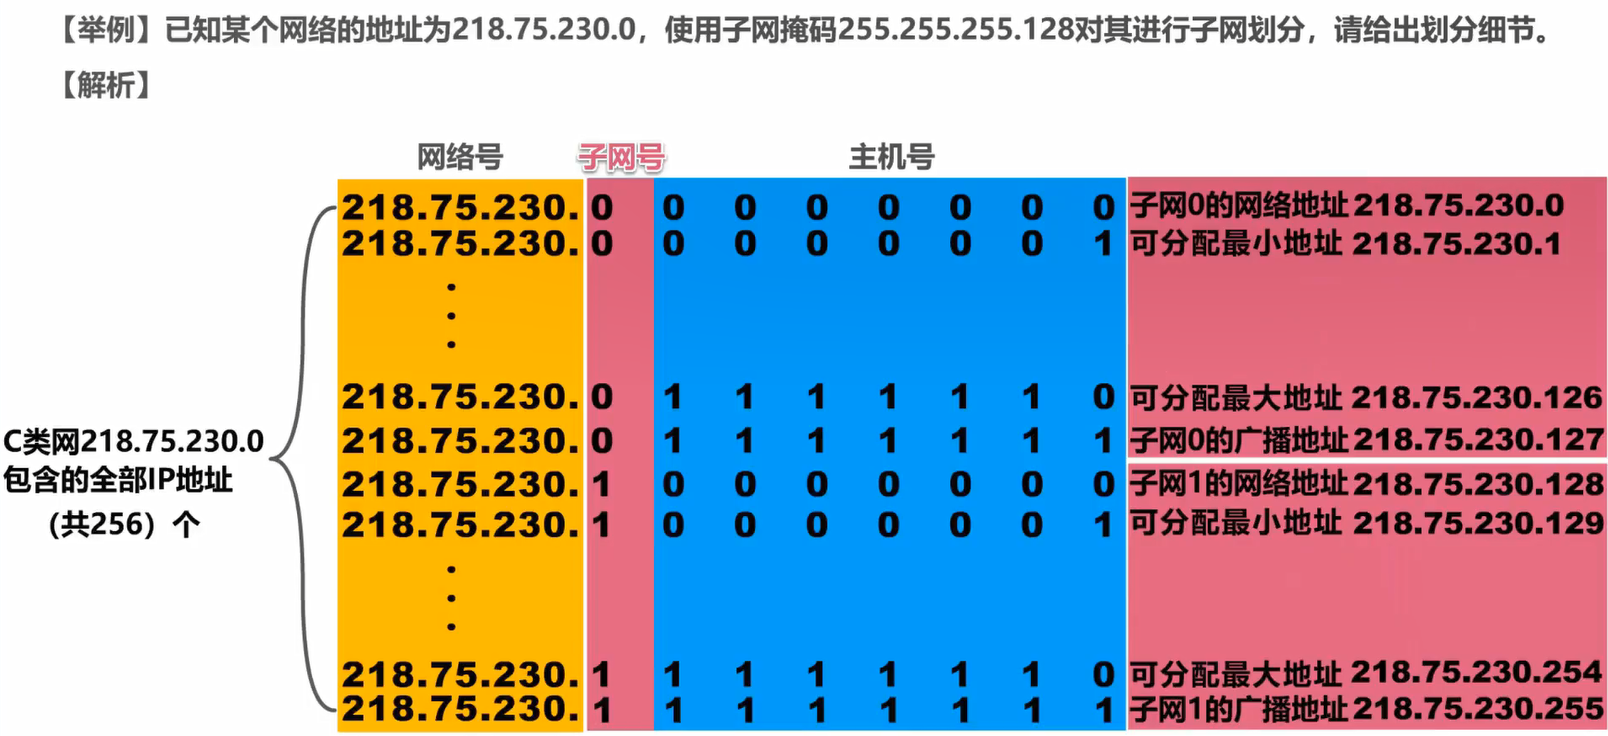 【举例】已知某个网络的地址为218.75.230.0，使用子网掩码255.255.255.128对其进行子网划分，请给出划分细节。
【解析】
网络号 子网号 主机号
218.75.230. 0 0 0 0 0 0 0 0 子网0的网络地址 218.75.230.0
218.75.230. 0 0 0 0 0 0 0 1 可分配最小地址 218.75.230.1
218.75.230. 0 1 1 1 1 1 1 0 可分配最大地址 218.75.230.126
218.75.230. 0 1 1 1 1 1 1 1 子网0的广播地址 218.75.230.127
C类网218.75.230.0
包含的全部IP地址
（共256）个
218.75.230. 1 0 0 0 0 0 0 0 子网1的网络地址 218.75.230.128
218.75.230. 1 0 0 0 0 0 0 1 可分配最小地址 218.75.230.129
218.75.230. 1 1 1 1 1 1 1 0 可分配最大地址 218.75.230.254
218.75.230. 1 1 1 1 1 1 1 1 子网1的广播地址 218.75.230.255